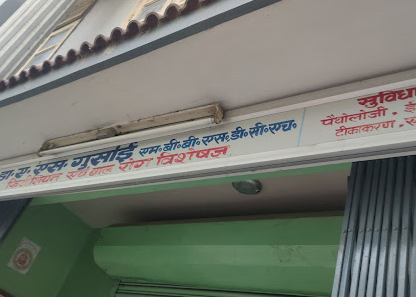 डा॰ ए॰ एस॰ गुसांई एम॰बी॰बी॰एस॰डी॰सी॰एच॰
रोग विशेषज्ञ
सुविधा
पैथोलोजी
टीकाकरण